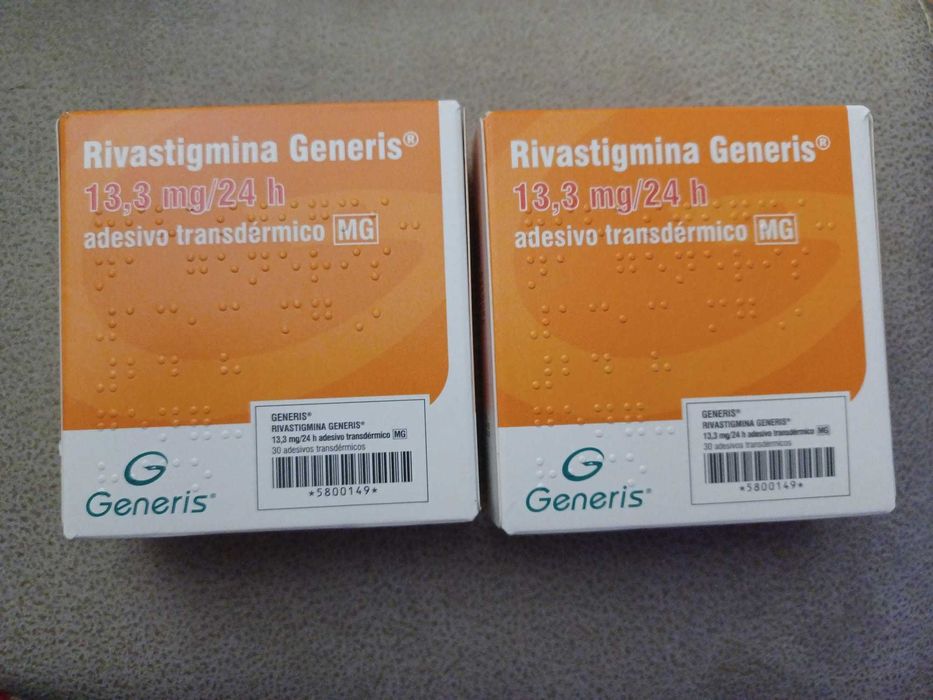 Rivastigmina Generis®
13,3 mg/24 h
adesivo transdérmico MG
GENERIS®
RIVASTIGMINA GENERIS®
13,3 mg/24 h adesivo transdérmico MG
30 adesivos transdérmicos
*5800149*
Generis®
Rivastigmina Generis®
13,3 mg/24 h
adesivo transdérmico MG
GENERIS®
RIVASTIGMINA GENERIS®
13,3 mg/24 h adesivo transdérmico MG
30 adesivos transdérmicos
*5800149*
Generis®